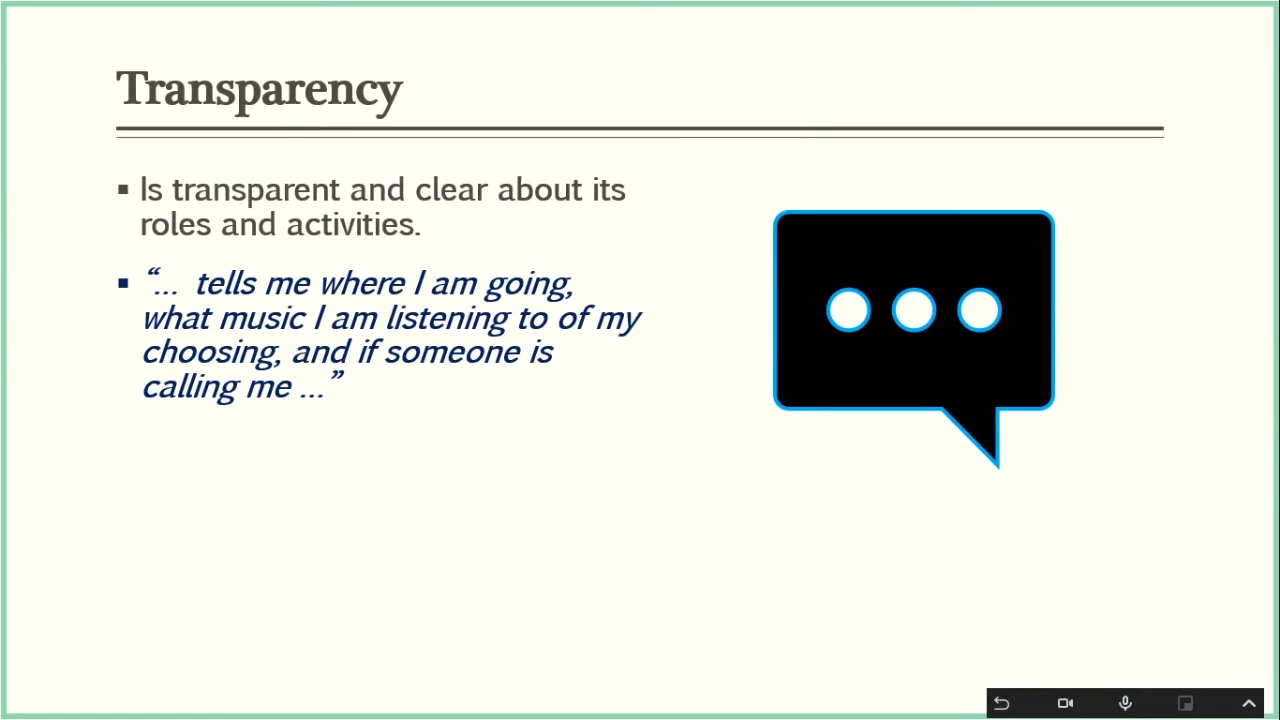 Transparency
▪ Is transparent and clear about its
roles and activities.
▪ “… tells me where I am going,
what music I am listening to of my
choosing, and if someone is
calling me …”